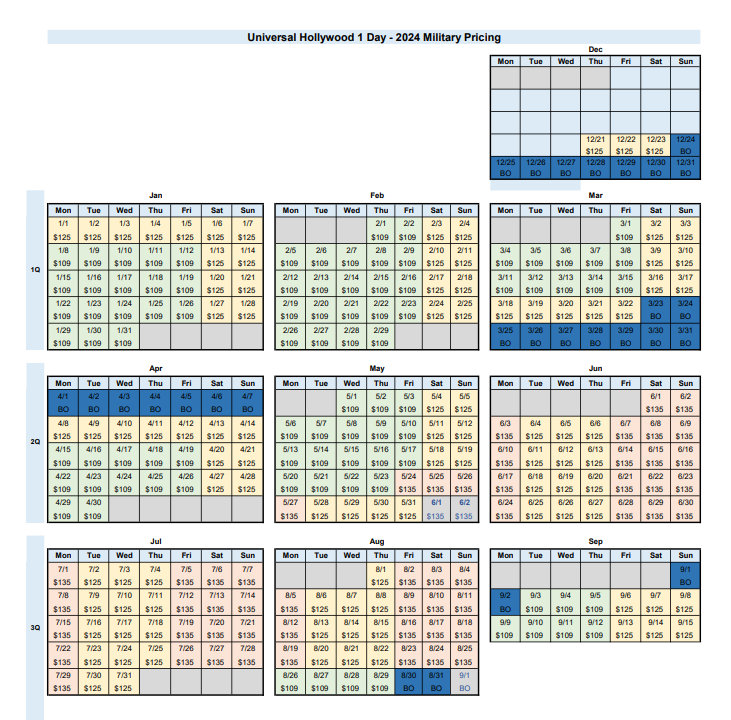 Universal Hollywood 1 Day - 2024 Military Pricing
Dec
Mon Tue Wed Thu Fri Sat Sun
12/21 12/22 12/23 12/24
$125 $125 $125 BO
12/25 12/26 12/27 12/28 12/29 12/30 12/31
BO BO BO BO BO BO BO
1Q
Jan
Mon Tue Wed Thu Fri Sat Sun
1/1 1/2 1/3 1/4 1/5 1/6 1/7
$125 $125 $125 $125 $125 $125 $125
1/8 1/9 1/10 1/11 1/12 1/13 1/14
$109 $109 $109 $109 $109 $125 $125
1/15 1/16 1/17 1/18 1/19 1/20 1/21
$109 $109 $109 $109 $109 $125 $125
1/22 1/23 1/24 1/25 1/26 1/27 1/28
$109 $109 $109 $109 $109 $125 $125
1/29 1/30 1/31
$109 $109 $109
Feb
Mon Tue Wed Thu Fri Sat Sun
2/1 2/2 2/3 2/4
$109 $109 $125 $125
2/5 2/6 2/7 2/8 2/9 2/10 2/11
$109 $109 $109 $109 $109 $125 $125
2/12 2/13 2/14 2/15 2/16 2/17 2/18
$109 $109 $109 $109 $109 $125 $125
2/19 2/20 2/21 2/22 2/23 2/24 2/25
$109 $109 $109 $109 $109 $125 $125
2/26 2/27 2/28 2/29
$109 $109 $109 $109
Mar
Mon Tue Wed Thu Fri Sat Sun
3/1 3/2 3/3
$109 $125 $125
3/4 3/5 3/6 3/7 3/8 3/9 3/10
$109 $109 $109 $109 $109 $125 $125
3/11 3/12 3/13 3/14 3/15 3/16 3/17
$109 $109 $109 $109 $109 $125 $125
3/18 3/19 3/20 3/21 3/22 3/23 3/24
$125 $125 $125 $125 $125 BO BO
3/25 3/26 3/27 3/28 3/29 3/30 3/31
BO BO BO BO BO BO BO
2Q
Apr
Mon Tue Wed Thu Fri Sat Sun
4/1 4/2 4/3 4/4 4/5 4/6 4/7
BO BO BO BO BO BO BO
4/8 4/9 4/10 4/11 4/12 4/13 4/14
$125 $125 $125 $125 $125 $125 $125
4/15 4/16 4/17 4/18 4/19 4/20 4/21
$109 $109 $109 $109 $109 $125 $125
4/22 4/23 4/24 4/25 4/26 4/27 4/28
$109 $109 $109 $109 $109 $125 $125
4/29 4/30
$109 $109
May
Mon Tue Wed Thu Fri Sat Sun
5/1 5/2 5/3 5/4 5/5
$109 $109 $109 $125 $125
5/6 5/7 5/8 5/9 5/10 5/11 5/12
$109 $109 $109 $109 $109 $125 $125
5/13 5/14 5/15 5/16 5/17 5/18 5/19
$109 $109 $109 $109 $109 $125 $125
5/20 5/21 5/22 5/23 5/24 5/25 5/26
$109 $109 $109 $109 $135 $135 $135
5/27 5/28 5/29 5/30 5/31 6/1 6/2
$135 $125 $125 $125 $125 $135 $135
Jun
Mon Tue Wed Thu Fri Sat Sun
6/1 6/2
$135 $135
6/3 6/4 6/5 6/6 6/7 6/8 6/9
$135 $125 $125 $125 $135 $135 $135
6/10 6/11 6/12 6/13 6/14 6/15 6/16
$135 $125 $125 $125 $135 $135 $135
6/17 6/18 6/19 6/20 6/21 6/22 6/23
$135 $125 $125 $125 $135 $135 $135
6/24 6/25 6/26 6/27 6/28 6/29 6/30
$135 $125 $125 $125 $135 $135 $135
3Q
Jul
Mon Tue Wed Thu Fri Sat Sun
7/1 7/2 7/3 7/4 7/5 7/6 7/7
$135 $125 $125 $125 $135 $135 $135
7/8 7/9 7/10 7/11 7/12 7/13 7/14
$135 $125 $125 $125 $135 $135 $135
7/15 7/16 7/17 7/18 7/19 7/20 7/21
$135 $125 $125 $125 $135 $135 $135
7/22 7/23 7/24 7/25 7/26 7/27 7/28
$135 $125 $125 $125 $135 $135 $135
7/29 7/30 7/31
$135 $125 $125
Aug
Mon Tue Wed Thu Fri Sat Sun
8/1 8/2 8/3 8/4
$125 $135 $135 $135
8/5 8/6 8/7 8/8 8/9 8/10 8/11
$135 $125 $125 $125 $135 $135 $135
8/12 8/13 8/14 8/15 8/16 8/17 8/18
$135 $125 $125 $125 $135 $135 $135
8/19 8/20 8/21 8/22 8/23 8/24 8/25
$135 $125 $125 $125 $135 $135 $135
8/26 8/27 8/28 8/29 8/30 8/31 9/1
$109 $109 $109 $109 BO BO BO
Sep
Mon Tue Wed Thu Fri Sat Sun
9/1
BO
9/2 9/3 9/4 9/5 9/6 9/7 9/8
BO $109 $109 $109 $125 $125 $125
9/9 9/10 9/11 9/12 9/13 9/14 9/15
$109 $109 $109 $109 $125 $125 $125